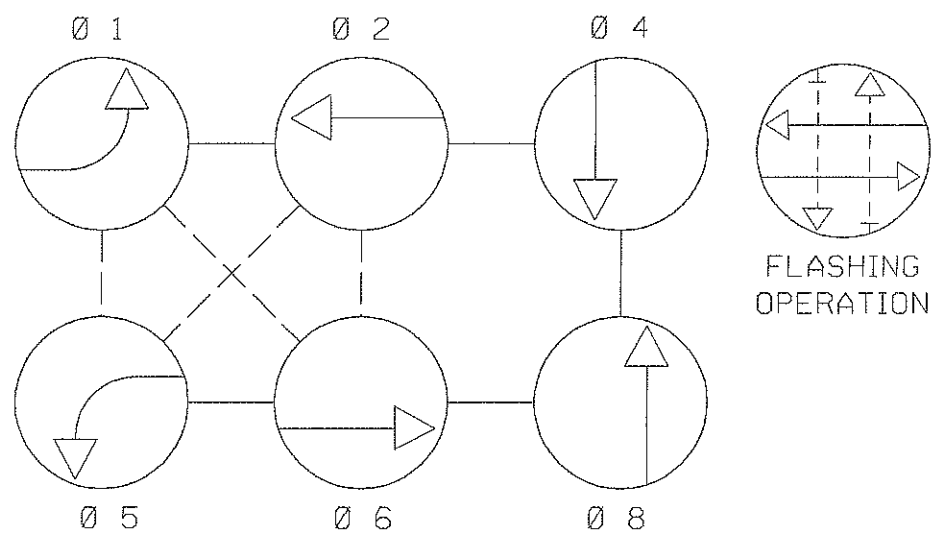 Ø 1
Ø 2
Ø 4
FLASHING
OPERATION
Ø 5
Ø 6
Ø 8